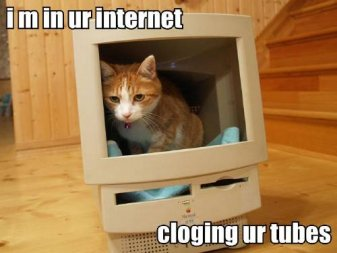 i m in ur internet
cloging ur tubes